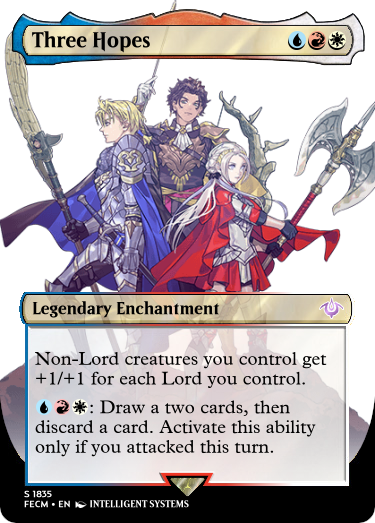 Three Hopes
Legendary Enchantment
Non-Lord creatures you control get
+1/+1 for each Lord you control.
: Draw a two cards, then
discard a card. Activate this ability
only if you attacked this turn.
S 1835
FECM • EN INTELLIGENT SYSTEMS